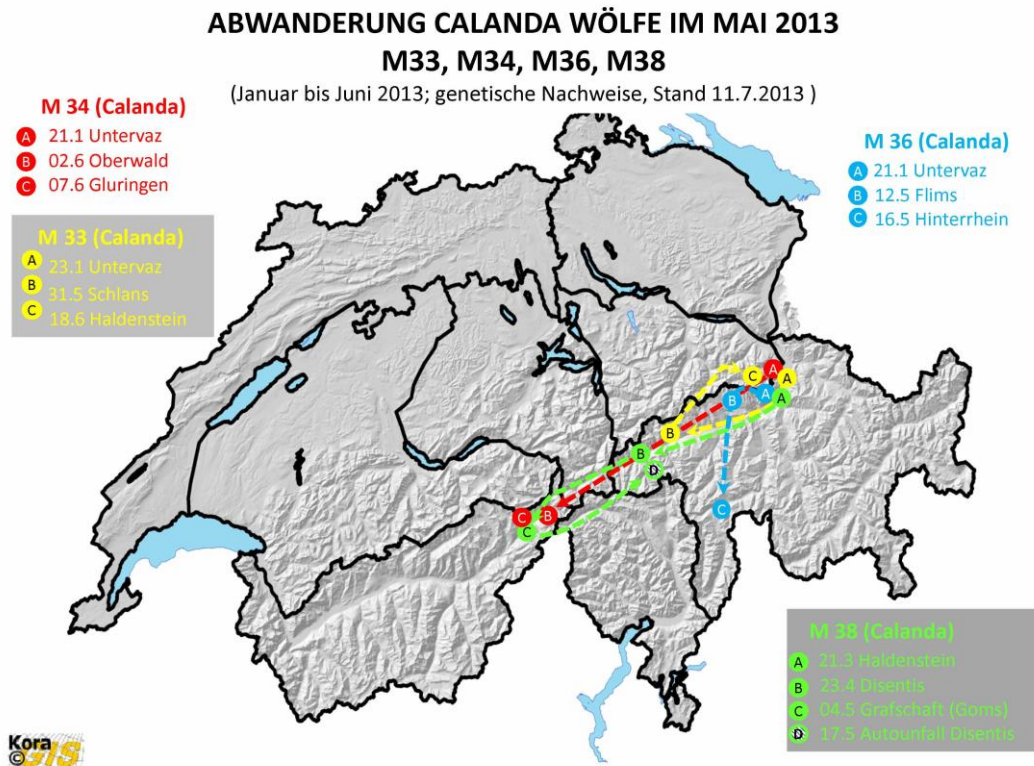 ABWANDERUNG CALANDA WÖLFE IM MAI 2013
M33, M34, M36, M38
(Januar bis Juni 2013; genetische Nachweise, Stand 11.7.2013 )
M 34 (Calanda)
A 21.1 Untervaz
B 02.6 Oberwald
C 07.6 Gluringen
M 36 (Calanda)
A 21.1 Untervaz
B 12.5 Flims
C 16.5 Hinterrhein
M 33 (Calanda)
A 23.1 Untervaz
B 31.5 Schlans
C 18.6 Haldenstein
A
C
A
B
A
A
B
B
D
C
B
C
C
M 38 (Calanda)
A 21.3 Haldenstein
B 23.4 Disentis
C 04.5 Grafschaft (Goms)
D 17.5 Autounfall Disentis
Kora
© GIS